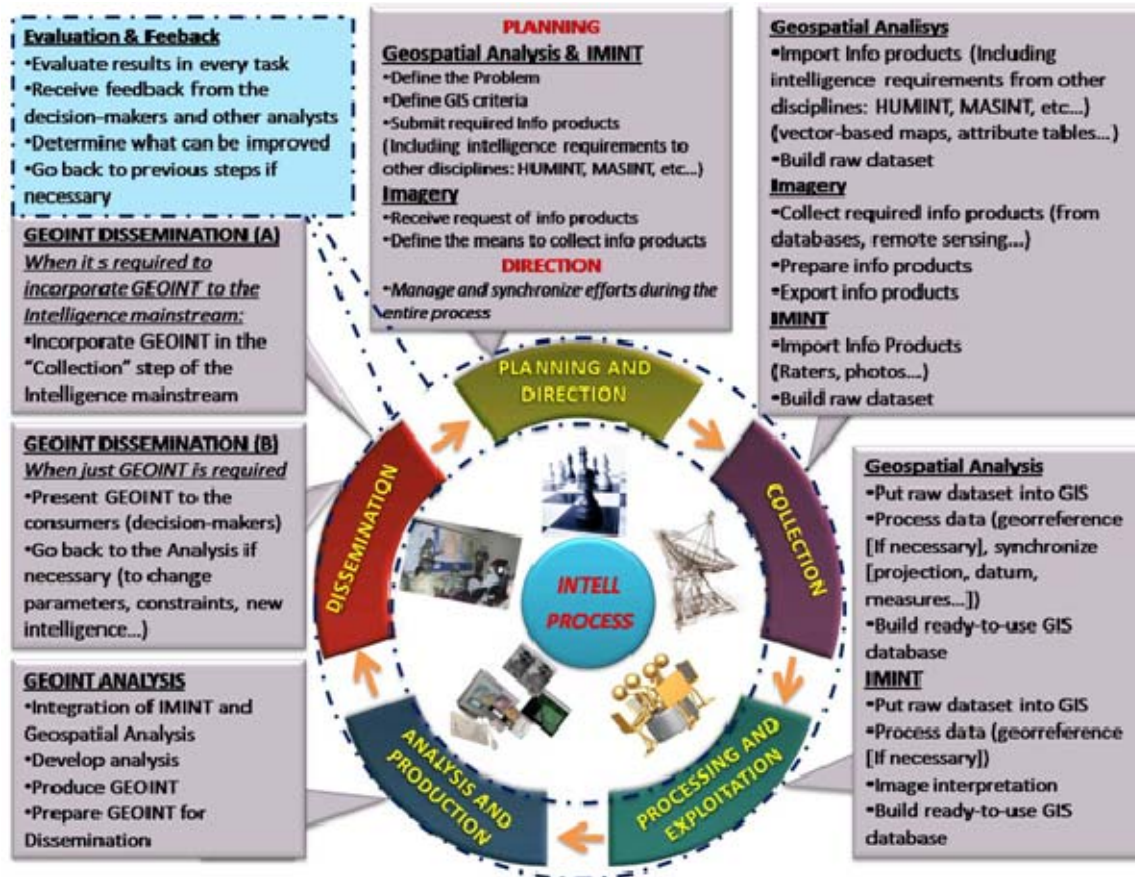 Evaluation & Feeback
•Evaluate results in every task
•Receive feedback from the
decision-makers and other analysts
•Determine what can be improved
•Go back to previous steps if
necessary
PLANNING
Geospatial Analysis & IMINT
•Define the Problem
•Define GIS criteria
•Submit required Info products
(Including intelligence requirements to
other disciplines: HUMINT, MASINT, etc...)
Imagery
•Receive request of info products
•Define the means to collect info products
DIRECTION
•Manage and synchronize efforts during the
entire process
Geospatial Analisys
•Import Info products (Including
intelligence requirements from other
disciplines: HUMINT, MASINT, etc...)
(vector-based maps, attribute tables...)
•Build raw dataset
Imagery
•Collect required info products (from
databases, remote sensing...)
•Prepare info products
•Export info products
IMINT
•Import Info Products
(Raters, photos...)
•Build raw dataset
GEOINT DISSEMINATION (A)
When it s required to
incorporate GEOINT to the
Intelligence mainstream:
•Incorporate GEOINT in the
"Collection" step of the
Intelligence mainstream
GEOINT DISSEMINATION (B)
When just GEOINT is required
•Present GEOINT to the
consumers (decision-makers)
•Go back to the Analysis if
necessary (to change
parameters, constraints, new
intelligence...)
GEOINT ANALYSIS
•Integration of IMINT and
Geospatial Analysis
•Develop analysis
•Produce GEOINT
•Prepare GEOINT for
Dissemination
Geospatial Analysis
•Put raw dataset into GIS
•Process data (georreference
[If necessary], synchronize
[projection, datum,
measures...])
•Build ready-to-use GIS
database
IMINT
•Put raw dataset into GIS
•Process data (georreference
[If necessary])
•Image interpretation
•Build ready-to-use GIS
database
PLANNING AND
DIRECTION
COLLECTION
PROCESSING AND
EXPLOITATION
ANALYSIS AND
PRODUCTION
DISSEMINATION
INTELL
PROCESS